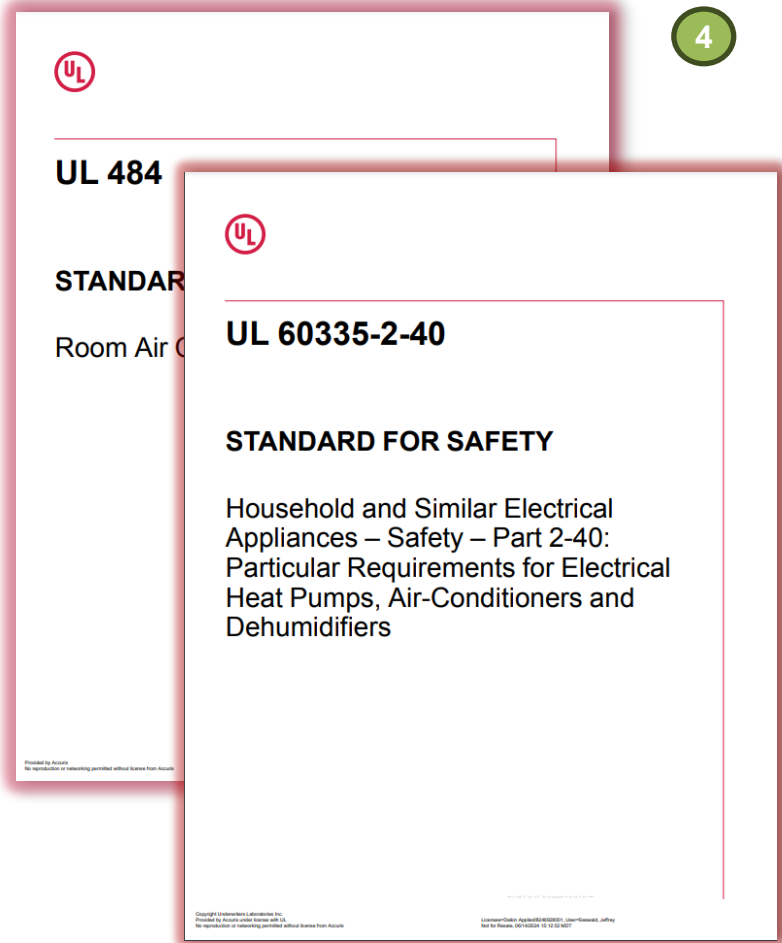 4
UL
UL 484
STANDAR
Room Air
Provided by Accuris
No reproduction or networking permitted without license from Accuris
UL
UL 60335-2-40
STANDARD FOR SAFETY
Household and Similar Electrical
Appliances – Safety – Part 2-40:
Particular Requirements for Electrical
Heat Pumps, Air-Conditioners and
Dehumidifiers
Copyright Underwriters Laboratories Inc.
Provided by Accuris under license with UL
No reproduction or networking permitted without license from Accuris
Not for Resale, 06/14/2024 15:12:52 MDT